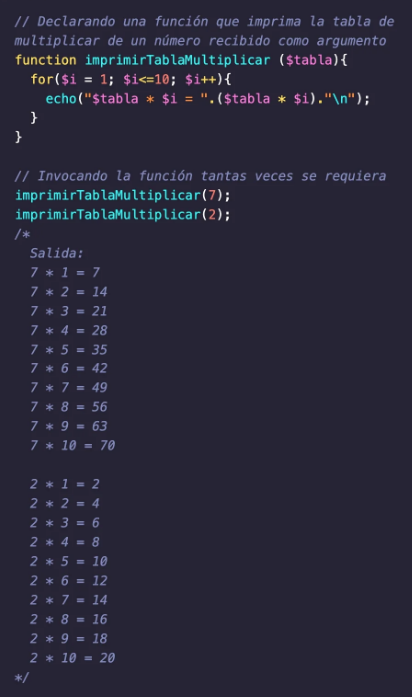 // Declarando una función que imprima la tabla de
multiplicar de un número recibido como argumento
function imprimirTablaMultiplicar ($tabla){
  for($i = 1; $i<=10; $i++){
    echo("$tabla * $i = ".($tabla * $i)."\n");
  }
}

// Invocando la función tantas veces se requiera
imprimirTablaMultiplicar(7);
imprimirTablaMultiplicar(2);
/*
  Salida:
  7 * 1 = 7
  7 * 2 = 14
  7 * 3 = 21
  7 * 4 = 28
  7 * 5 = 35
  7 * 6 = 42
  7 * 7 = 49
  7 * 8 = 56
  7 * 9 = 63
  7 * 10 = 70

  2 * 1 = 2
  2 * 2 = 4
  2 * 3 = 6
  2 * 4 = 8
  2 * 5 = 10
  2 * 6 = 12
  2 * 7 = 14
  2 * 8 = 16
  2 * 9 = 18
  2 * 10 = 20
*/